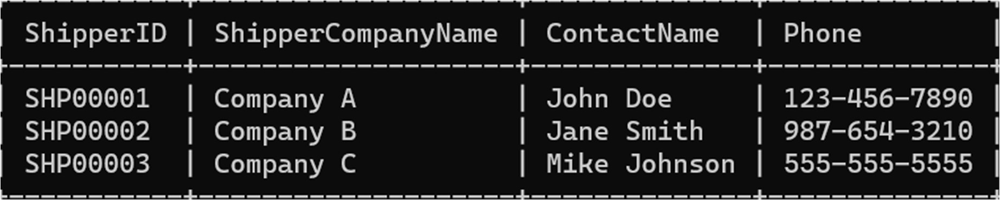 | ShipperID | ShipperCompanyName | ContactName | Phone |
| SHP00001 | Company A | John Doe | 123-456-7890 |
| SHP00002 | Company B | Jane Smith | 987-654-3210 |
| SHP00003 | Company C | Mike Johnson | 555-555-5555 |